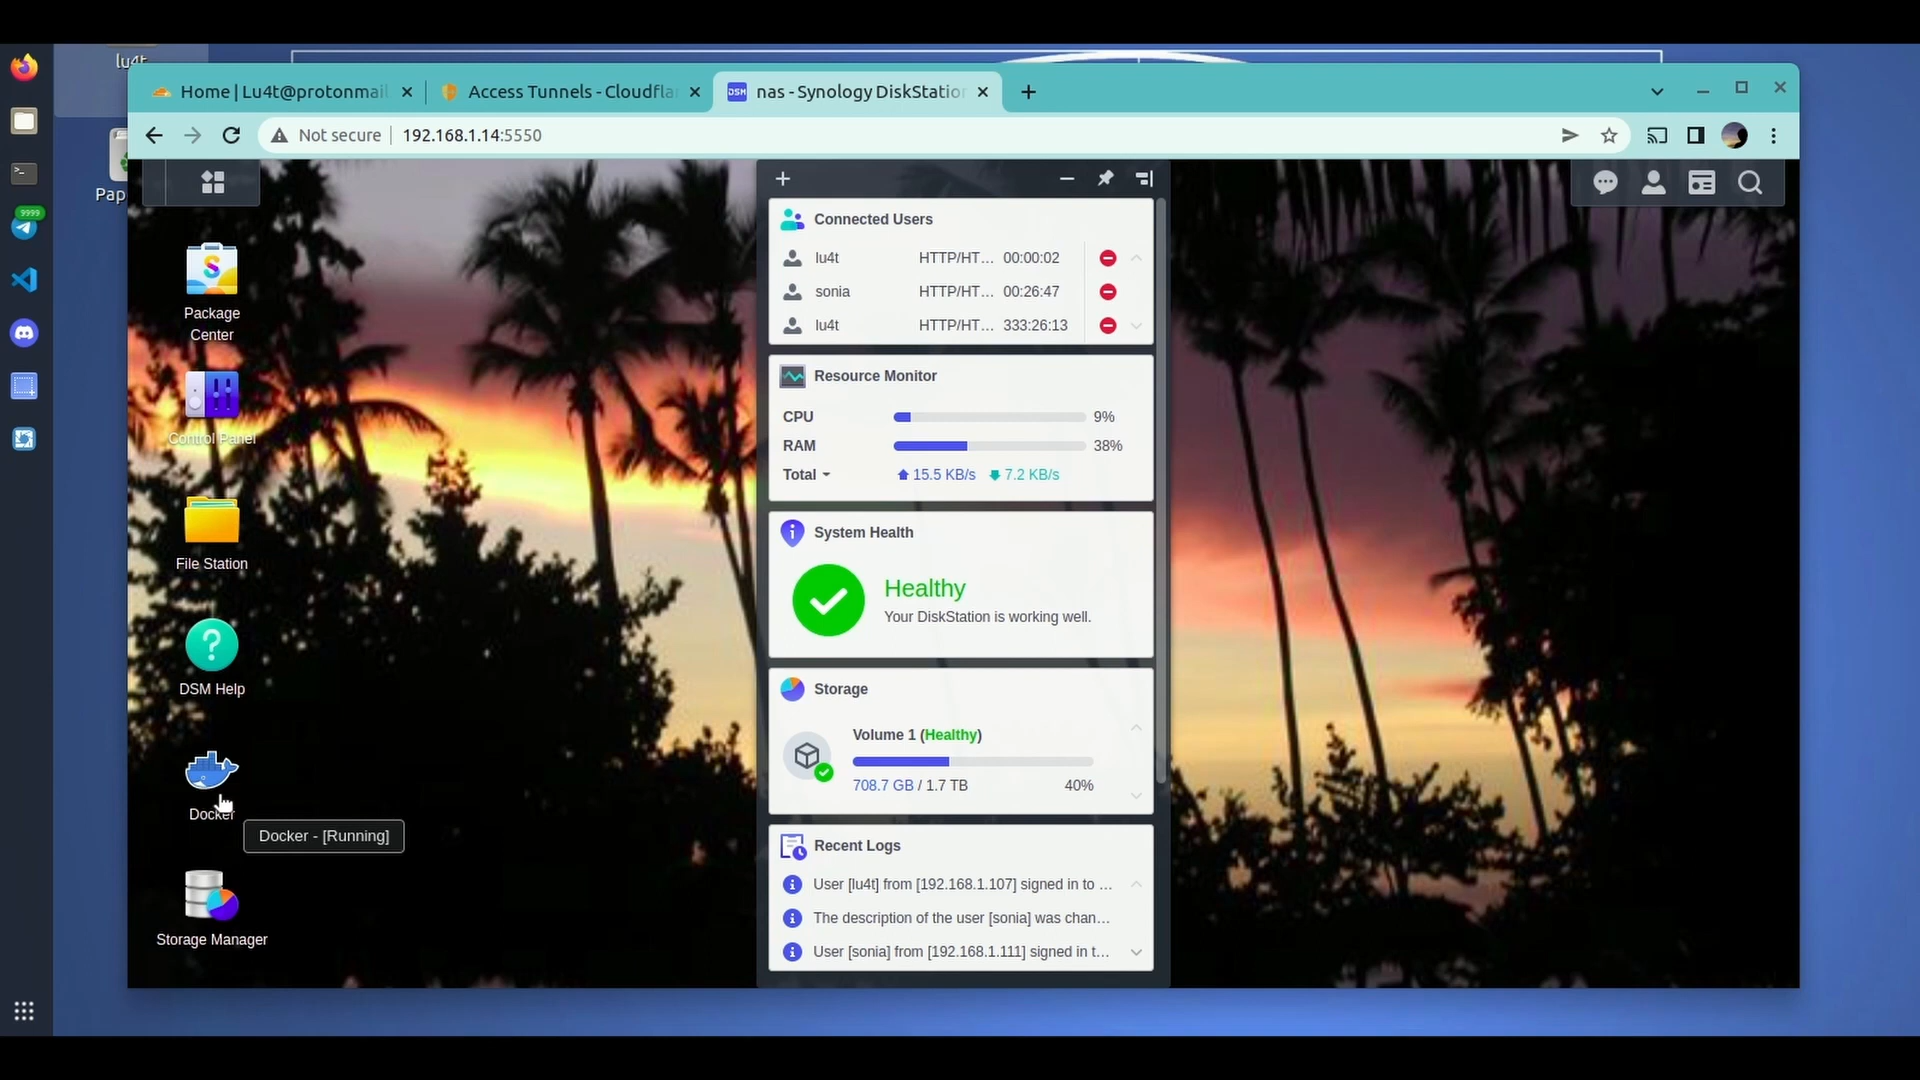 lu4t
Home | Lu4t@protonmail
Access Tunnels - Cloudfla
DSM
nas - Synology DiskStation
Not secure
192.168.1.14:5550
Pap
9999
Package
Center
Control Panel
File Station
DSM Help
Docker
Docker - [Running]
Storage Manager
Connected Users
lu4t HTTP/HT... 00:00:02
sonia HTTP/HT... 00:26:47
lu4t HTTP/HT... 333:26:13
Resource Monitor
CPU 9%
RAM 38%
Total 15.5 KB/s 7.2 KB/s
System Health
Healthy
Your DiskStation is working well.
Storage
Volume 1 (Healthy)
708.7 GB / 1.7 TB 40%
Recent Logs
User [lu4t] from [192.168.1.107] signed in to ...
The description of the user [sonia] was chan...
User [sonia] from [192.168.1.111] signed in t...